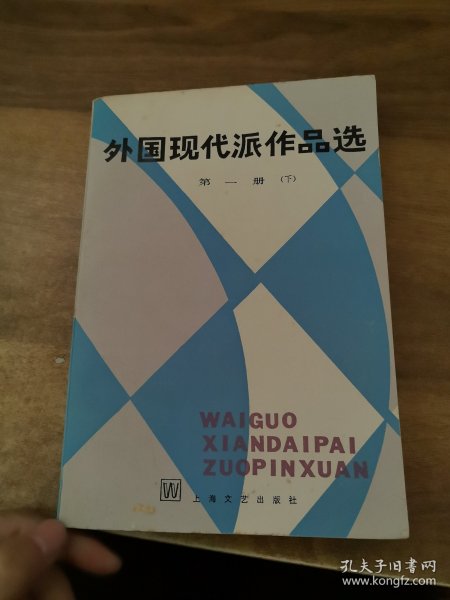 外国现代派作品选
第一册(下)
WAIGUO
XIANDAIPAI
ZUOPINXUAN
W
上海文艺出版社
孔夫子旧书网
www.kongfz.com